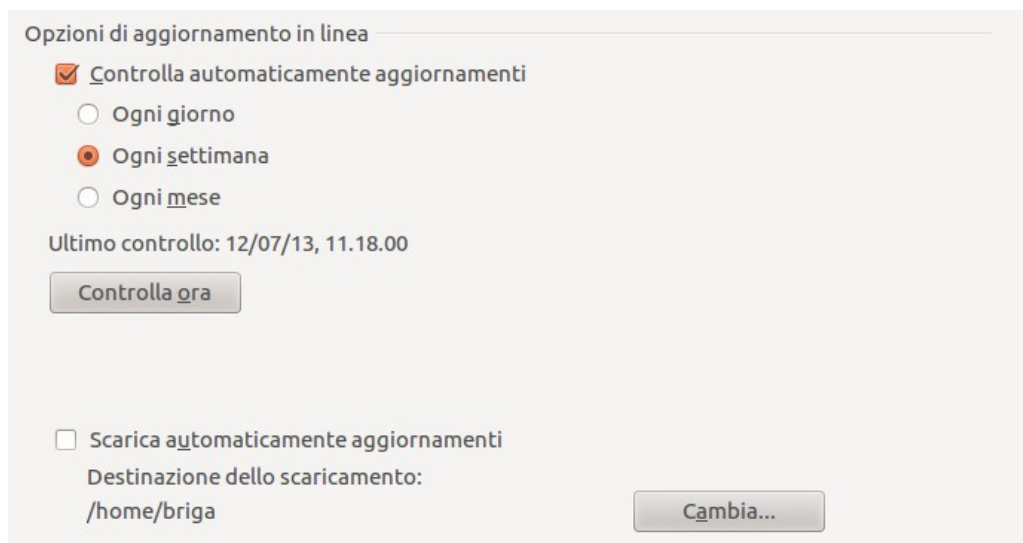 Opzioni di aggiornamento in linea
Controlla automaticamente aggiornamenti
Ogni giorno
Ogni settimana
Ogni mese
Ultimo controllo: 12/07/13, 11.18.00
Controlla ora
Scarica automaticamente aggiornamenti
Destinazione dello scaricamento:
/home/briga
Cambia...